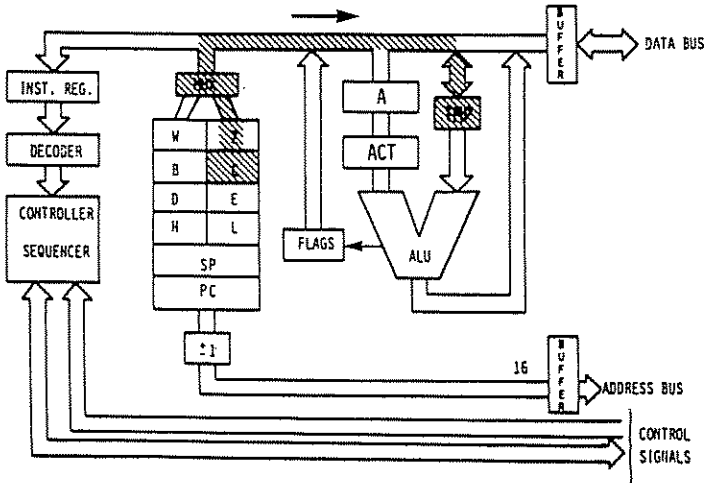 BUFFER
DATA BUS
INST. REG.
A
W
Z
DECODER
ACT
B
C
D
E
CONTROLLER
SEQUENCER
H
L
FLAGS
ALU
SP
PC
±1
16
BUFFER
ADDRESS BUS
CONTROL
SIGNALS